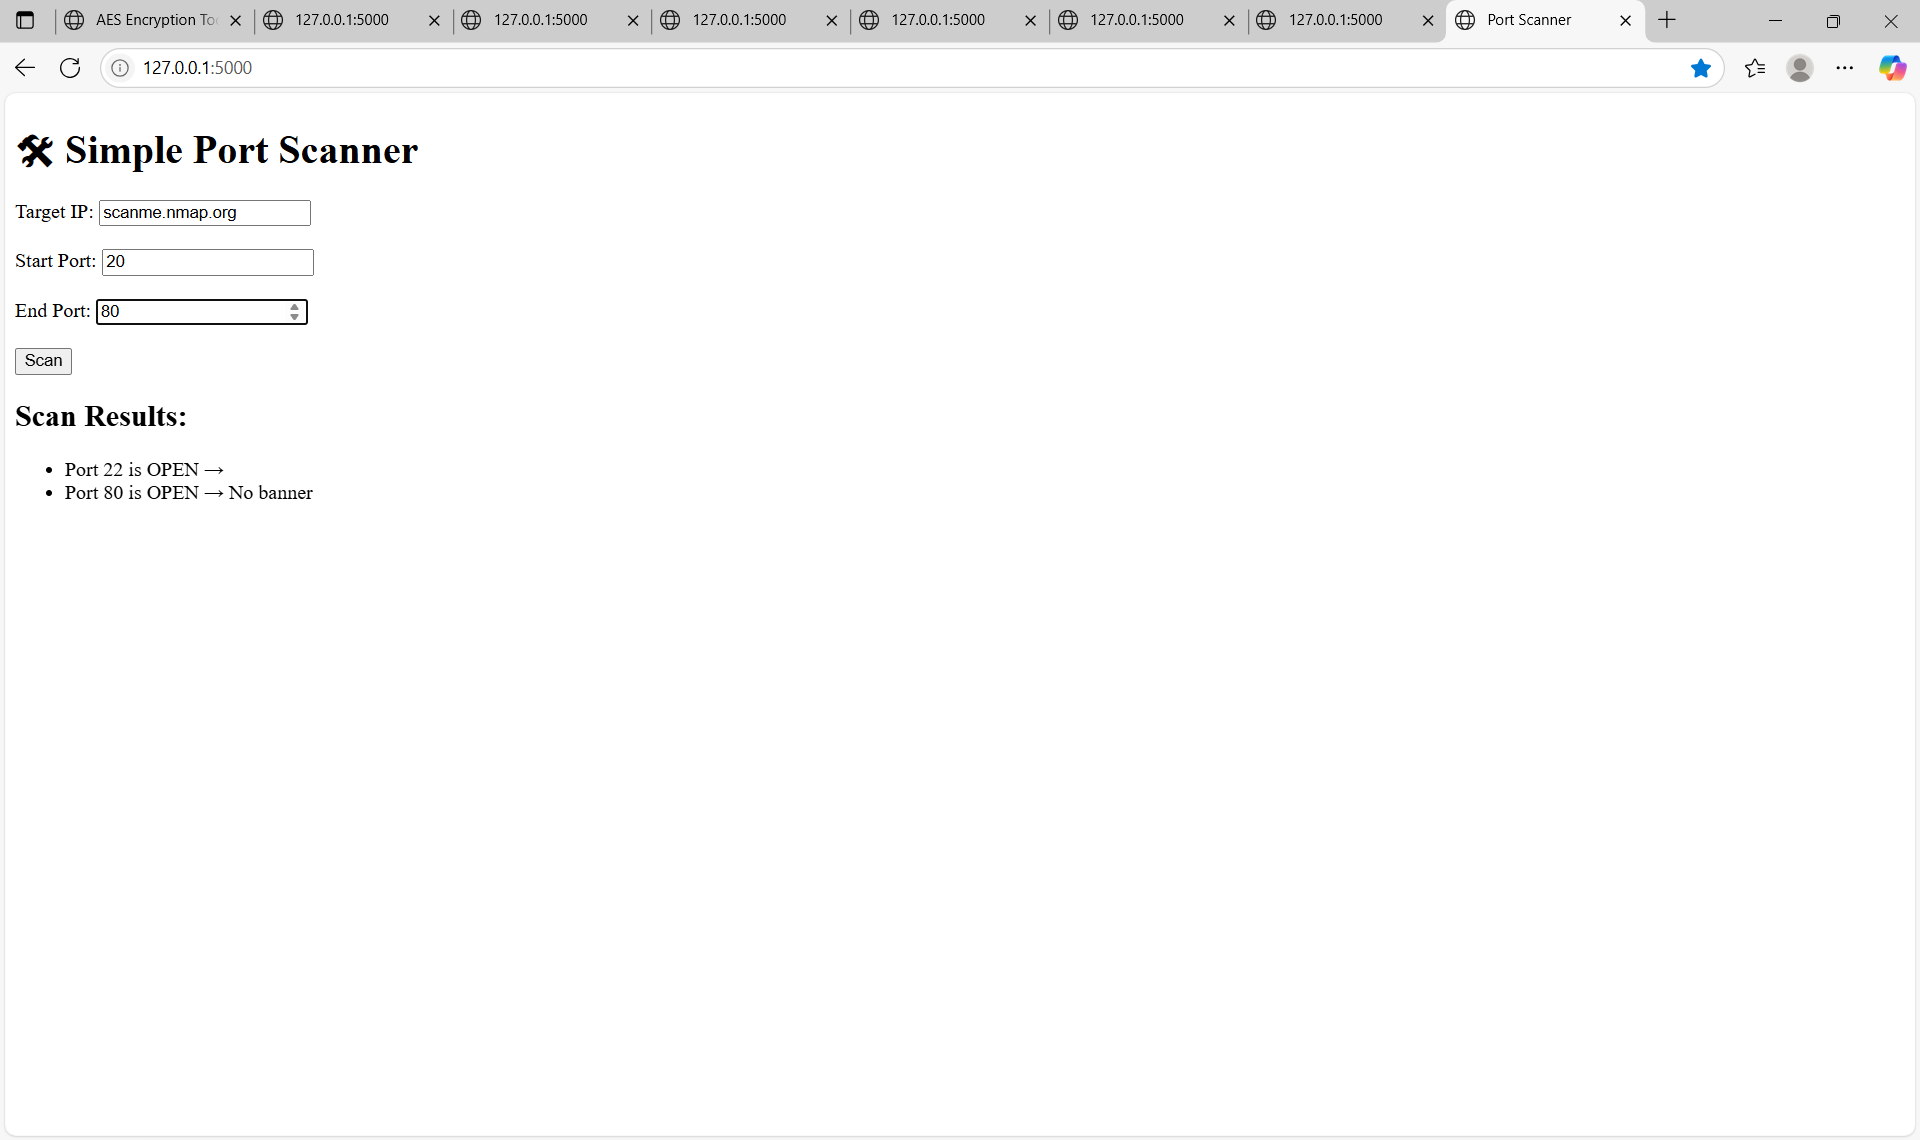 AES Encryption To
127.0.0.1:5000
127.0.0.1:5000
127.0.0.1:5000
127.0.0.1:5000
127.0.0.1:5000
127.0.0.1:5000
Port Scanner
127.0.0.1:5000
🛠 Simple Port Scanner
Target IP: scanme.nmap.org
Start Port: 20
End Port: 80
Scan
Scan Results:
• Port 22 is OPEN →
• Port 80 is OPEN → No banner